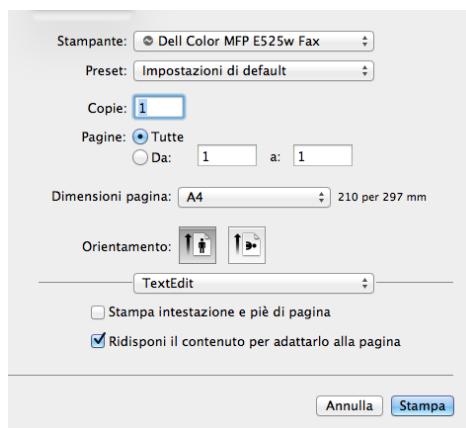 Stampante: Dell Color MFP E525w Fax
Preset: Impostazioni di default
Copie: 1
Pagine: Tutte
Da: 1 a: 1
Dimensioni pagina: A4 210 per 297 mm
Orientamento:
TextEdit
Stampa intestazione e piè di pagina
Ridisponi il contenuto per adattarlo alla pagina
Annulla Stampa